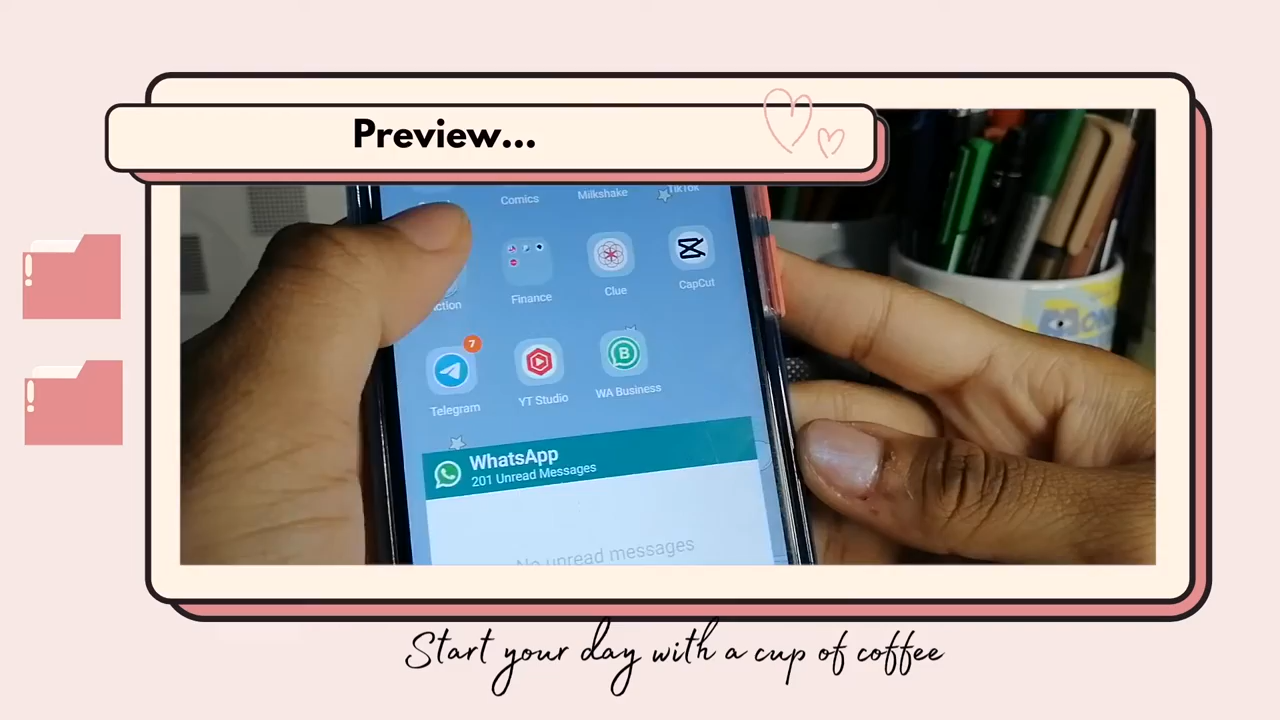 Preview...
Comics
Milkshake
TikTok
ction
Finance
Clue
CapCut
7
Telegram
YT Studio
B
WA Business
WhatsApp
201 Unread Messages
No unread messages
Start your day with a cup of coffee